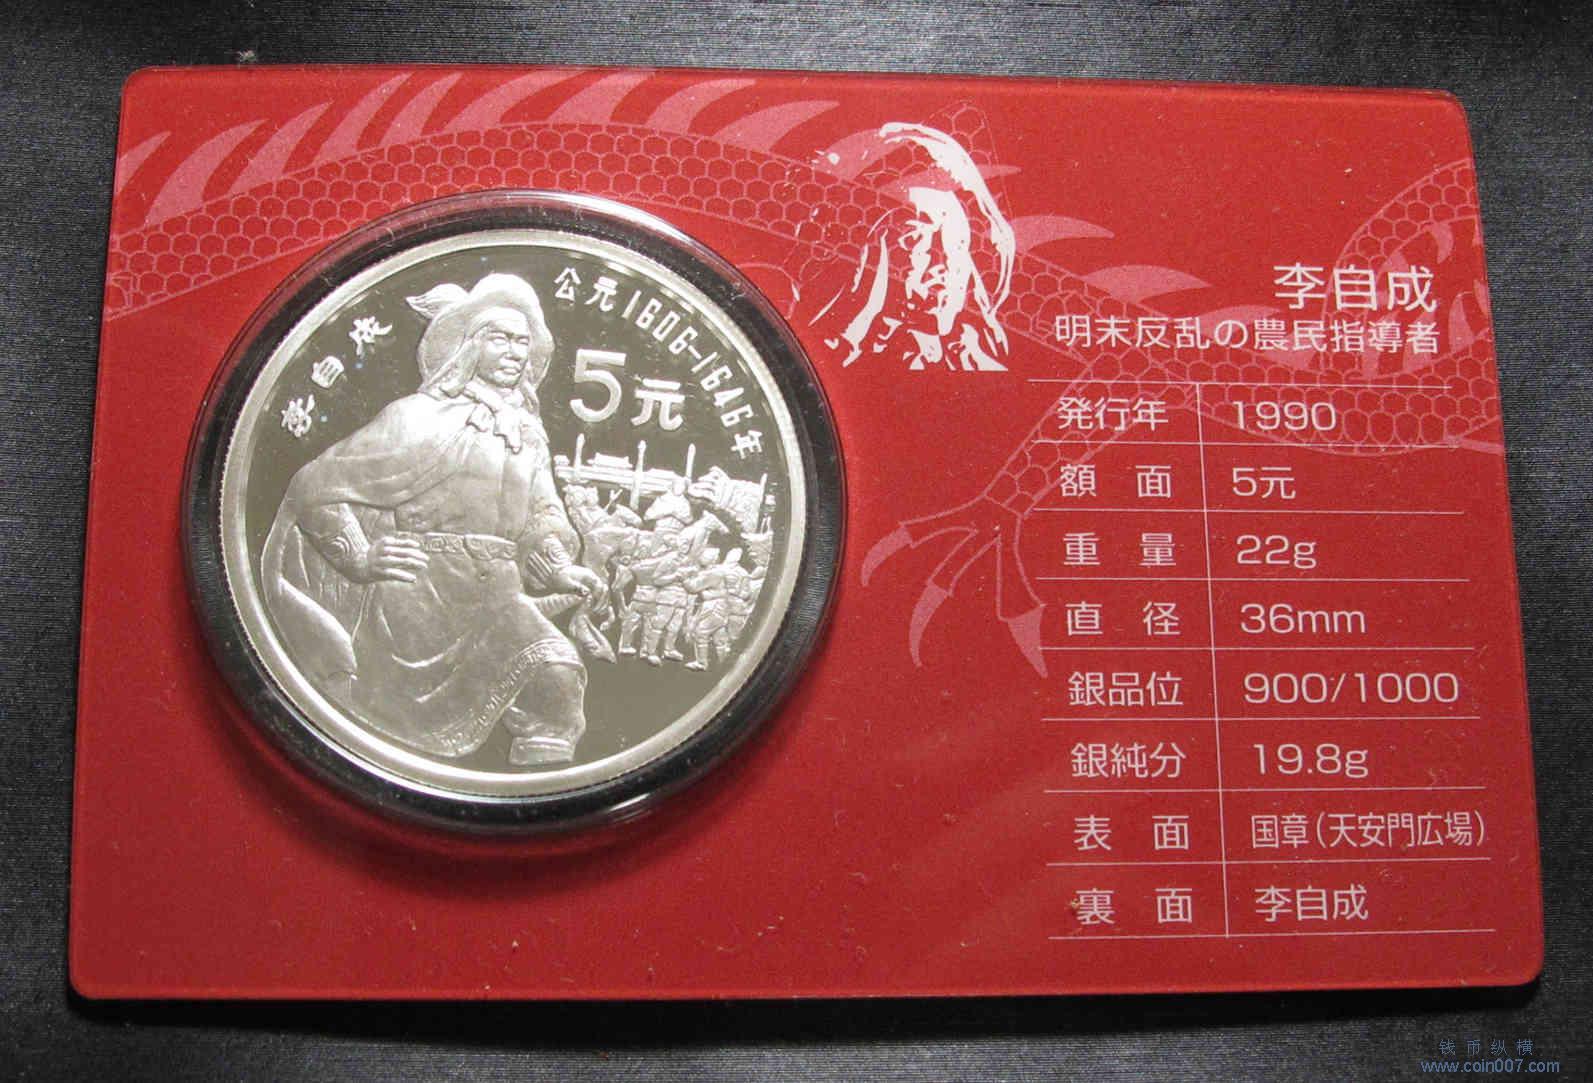 李自成
公元1606-1646年
5元
李自成
明末反乱の農民指導者
発行年 1990
額面 5元
重量 22g
直径 36mm
銀品位 900/1000
銀純分 19.8g
表面 国章(天安門広場)
裏面 李自成
钱币纵横
www.coin007.com